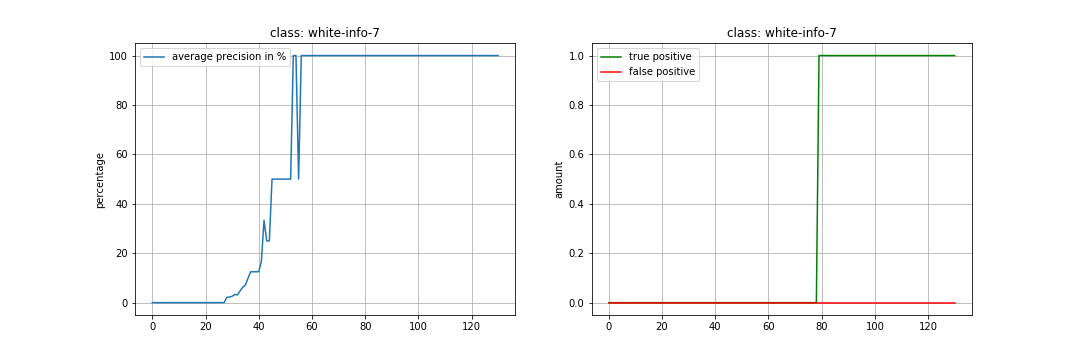 class: white-info-7
average precision in %
percentage
100
80
60
40
20
0
0 20 40 60 80 100 120
class: white-info-7
true positive
false positive
amount
1.0
0.8
0.6
0.4
0.2
0.0
0 20 40 60 80 100 120